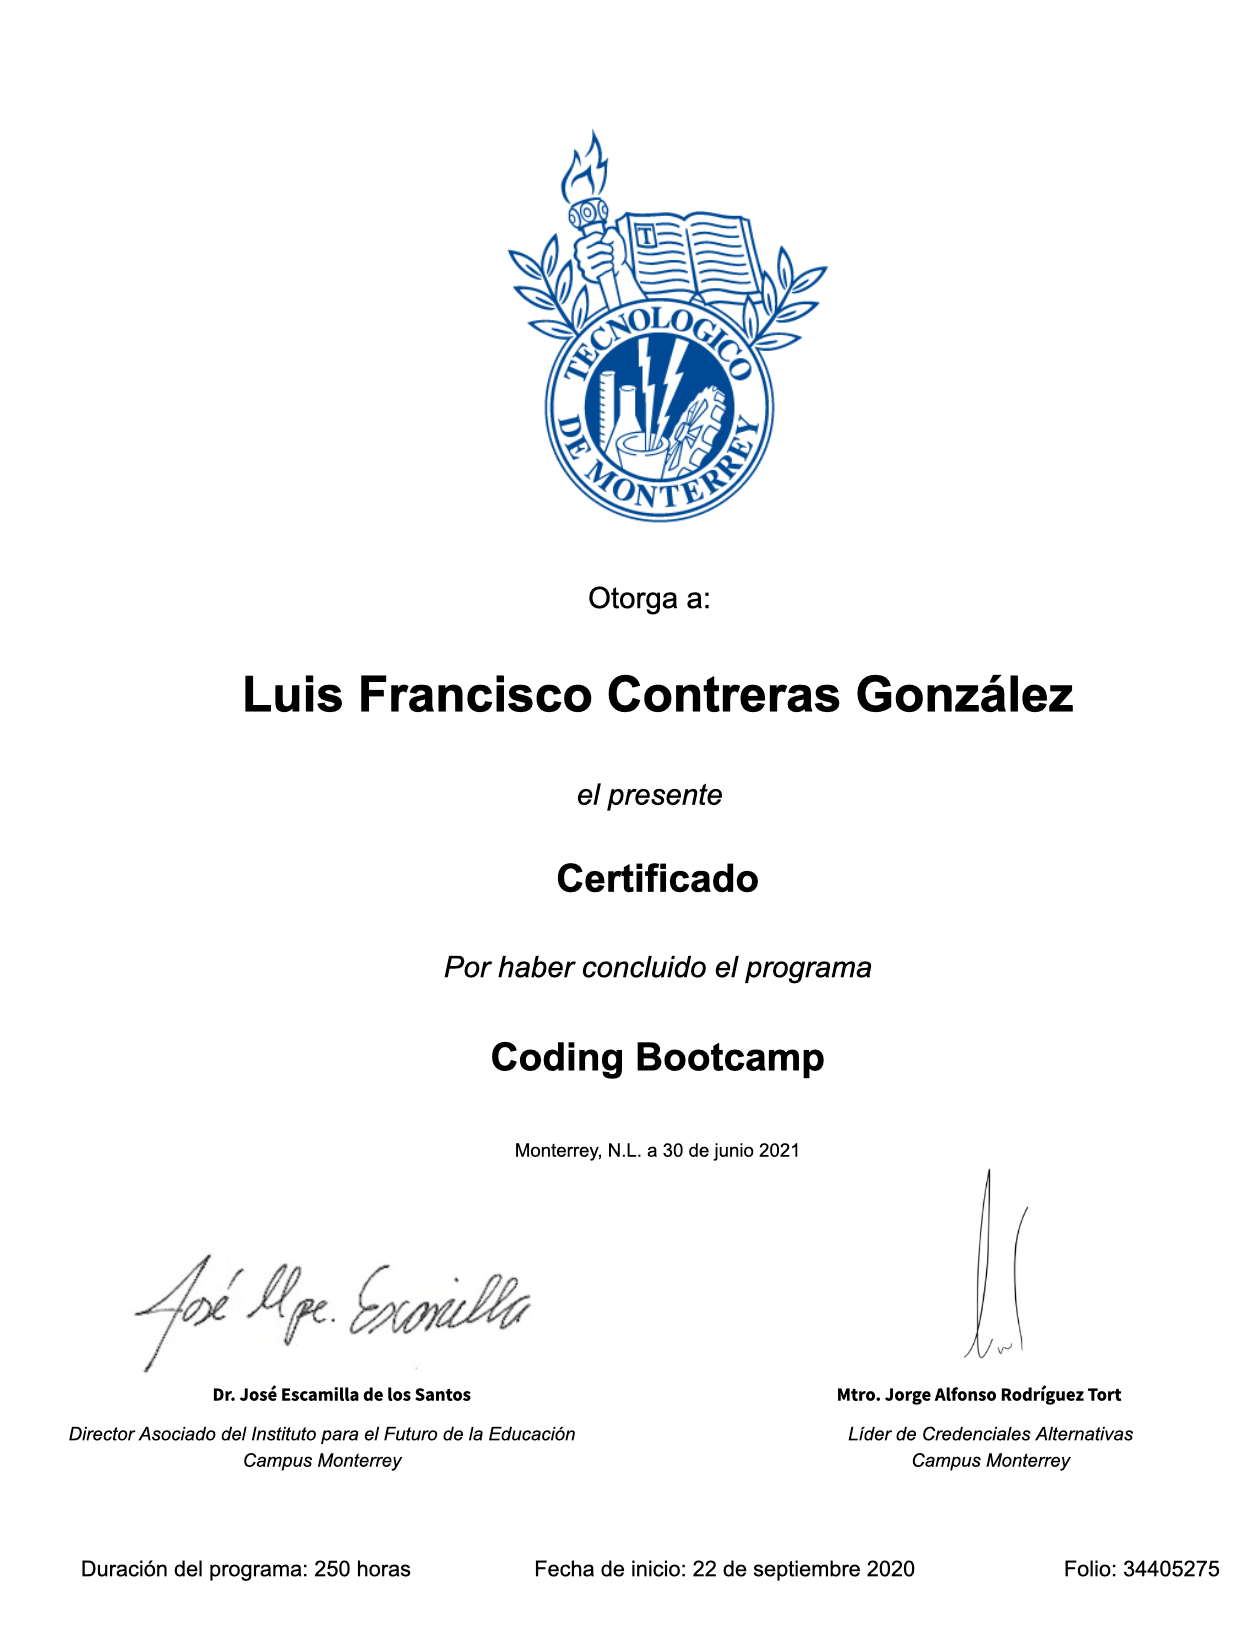 T
TECNOLOGICO
DE MONTERREY
Otorga a:
Luis Francisco Contreras González
el presente
Certificado
Por haber concluido el programa
Coding Bootcamp
Monterrey, N.L. a 30 de junio 2021
José Escamilla
Dr. José Escamilla de los Santos
Mtro. Jorge Alfonso Rodríguez Tort
Director Asociado del Instituto para el Futuro de la Educación
Líder de Credenciales Alternativas
Campus Monterrey
Campus Monterrey
Duración del programa: 250 horas
Fecha de inicio: 22 de septiembre 2020
Folio: 34405275